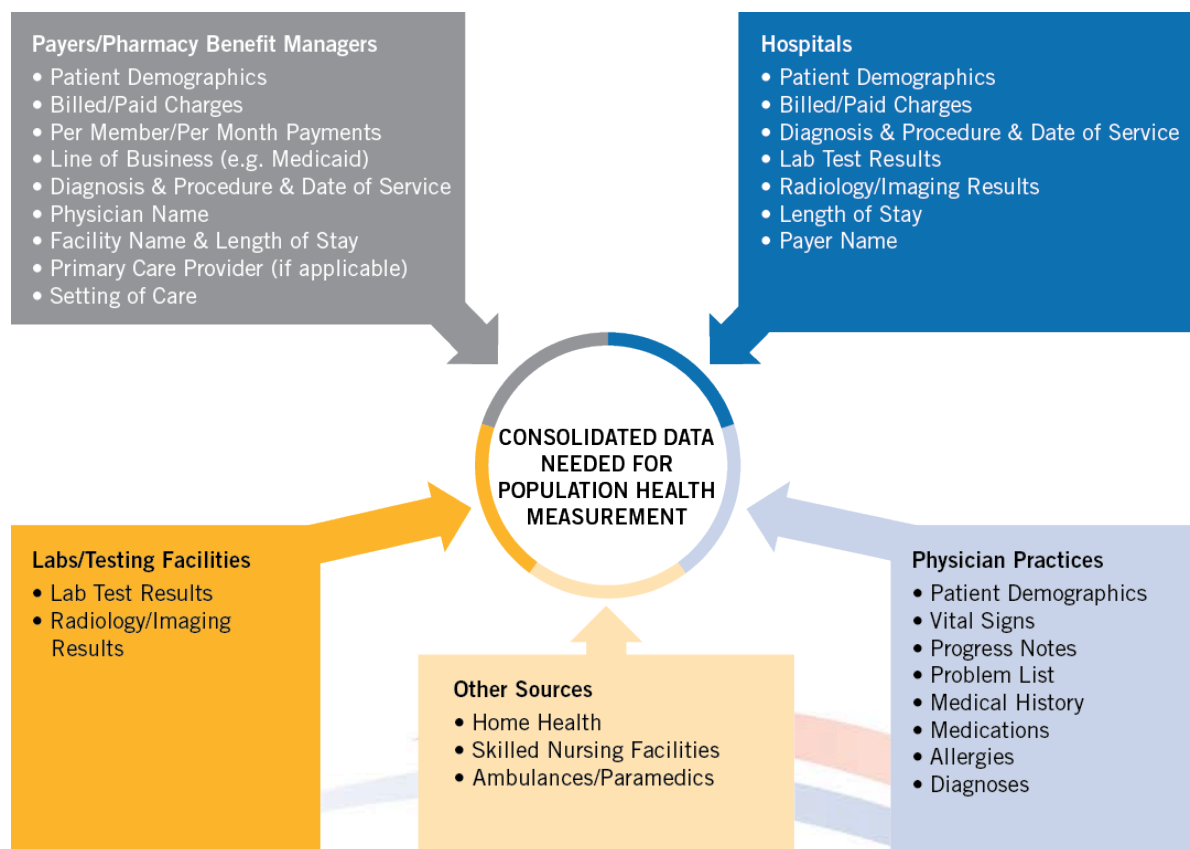 Payers/Pharmacy Benefit Managers
• Patient Demographics
• Billed/Paid Charges
• Per Member/Per Month Payments
• Line of Business (e.g. Medicaid)
• Diagnosis & Procedure & Date of Service
• Physician Name
• Facility Name & Length of Stay
• Primary Care Provider (if applicable)
• Setting of Care
Hospitals
• Patient Demographics
• Billed/Paid Charges
• Diagnosis & Procedure & Date of Service
• Lab Test Results
• Radiology/Imaging Results
• Length of Stay
• Payer Name
CONSOLIDATED DATA
NEEDED FOR
POPULATION HEALTH
MEASUREMENT
Labs/Testing Facilities
• Lab Test Results
• Radiology/Imaging
Results
Other Sources
• Home Health
• Skilled Nursing Facilities
• Ambulances/Paramedics
Physician Practices
• Patient Demographics
• Vital Signs
• Progress Notes
• Problem List
• Medical History
• Medications
• Allergies
• Diagnoses